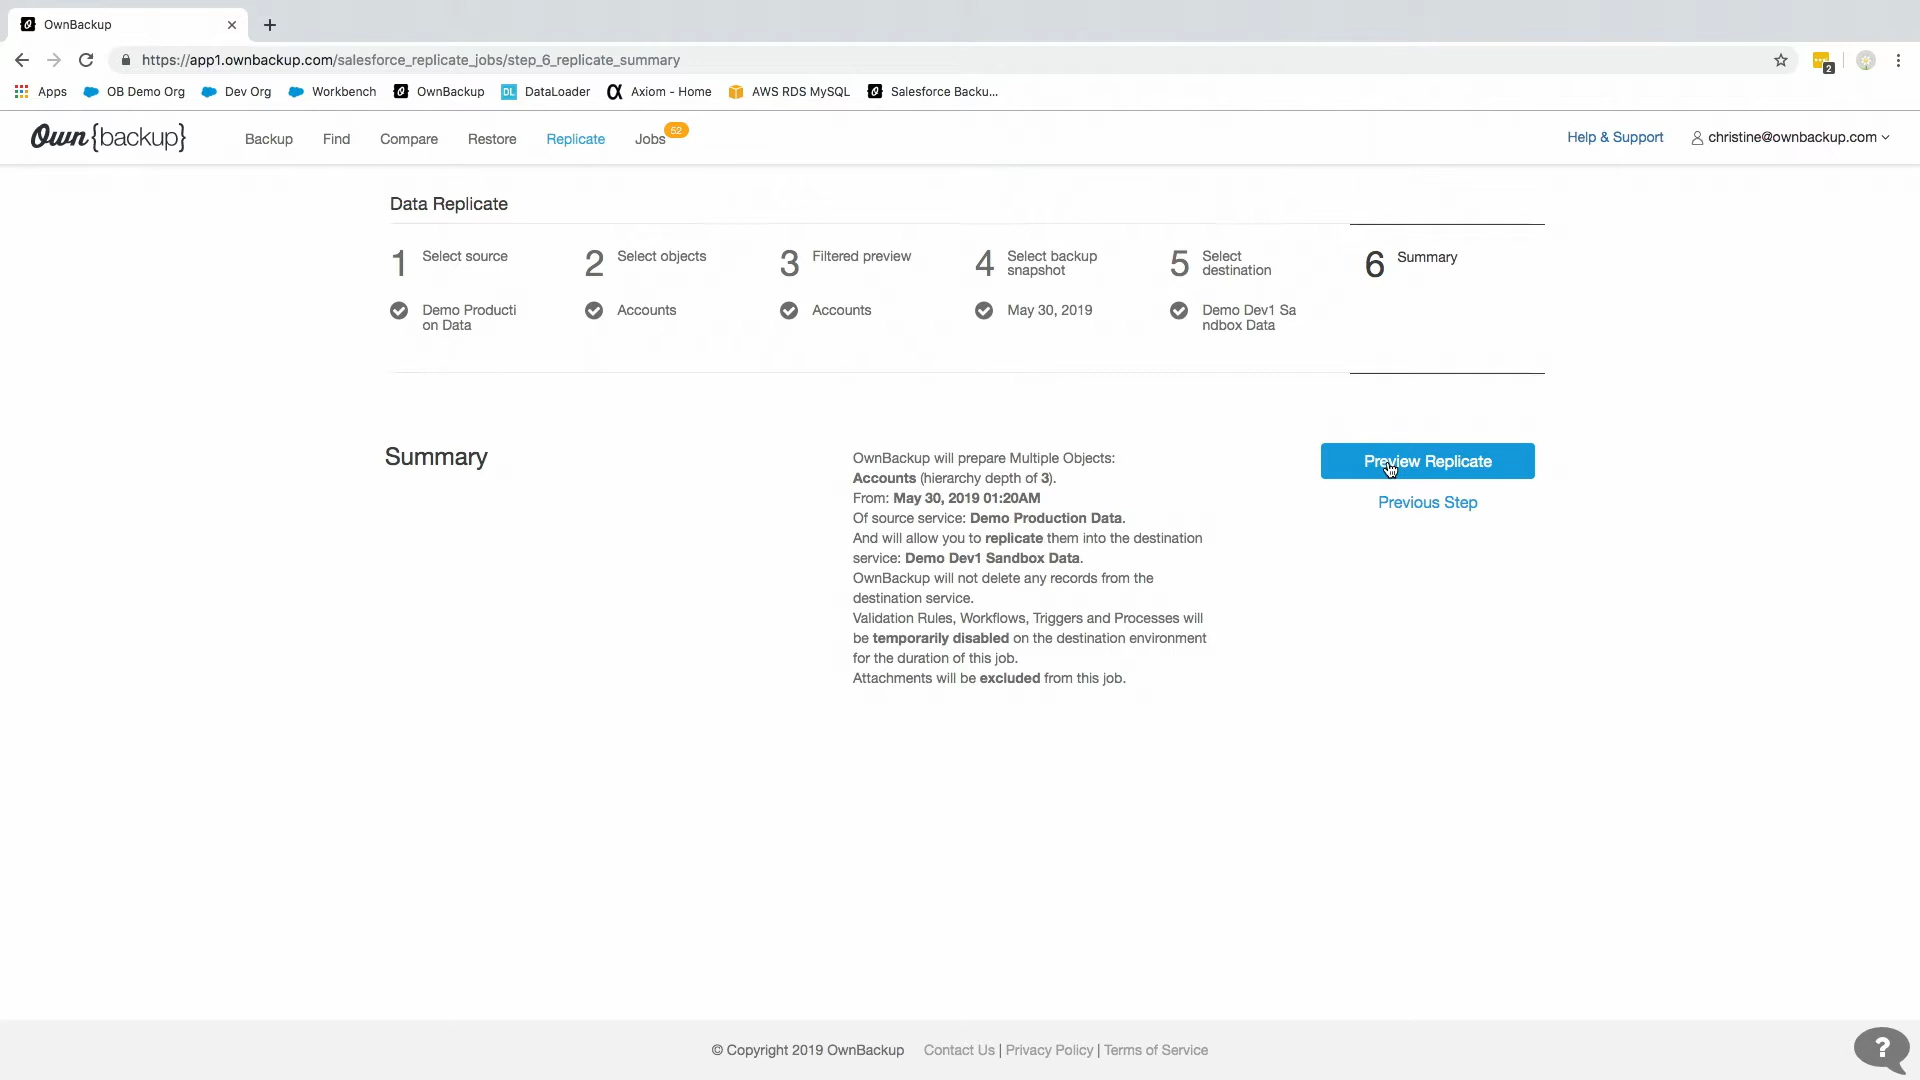 OwnBackup
https://app1.ownbackup.com/salesforce_replicate_jobs/step_6_replicate_summary
2
Apps
OB Demo Org
Dev Org
Workbench
OwnBackup
DL
DataLoader
Axiom - Home
AWS RDS MySQL
Salesforce Backu...
Own{backup}
Backup
Find
Compare
Restore
Replicate
Jobs
62
Help & Support
christine@ownbackup.com
Data Replicate
1
Select source
Demo Producti
on Data
2
Select objects
Accounts
3
Filtered preview
Accounts
4
Select backup
snapshot
May 30, 2019
5
Select
destination
Demo Dev1 Sa
ndbox Data
6
Summary
Summary
OwnBackup will prepare Multiple Objects:
Accounts (hierarchy depth of 3).
From: May 30, 2019 01:20AM
Of source service: Demo Production Data.
And will allow you to replicate them into the destination
service: Demo Dev1 Sandbox Data.
OwnBackup will not delete any records from the
destination service.
Validation Rules, Workflows, Triggers and Processes will
be temporarily disabled on the destination environment
for the duration of this job.
Attachments will be excluded from this job.
Preview Replicate
Previous Step
© Copyright 2019 OwnBackup
Contact Us | Privacy Policy | Terms of Service
?